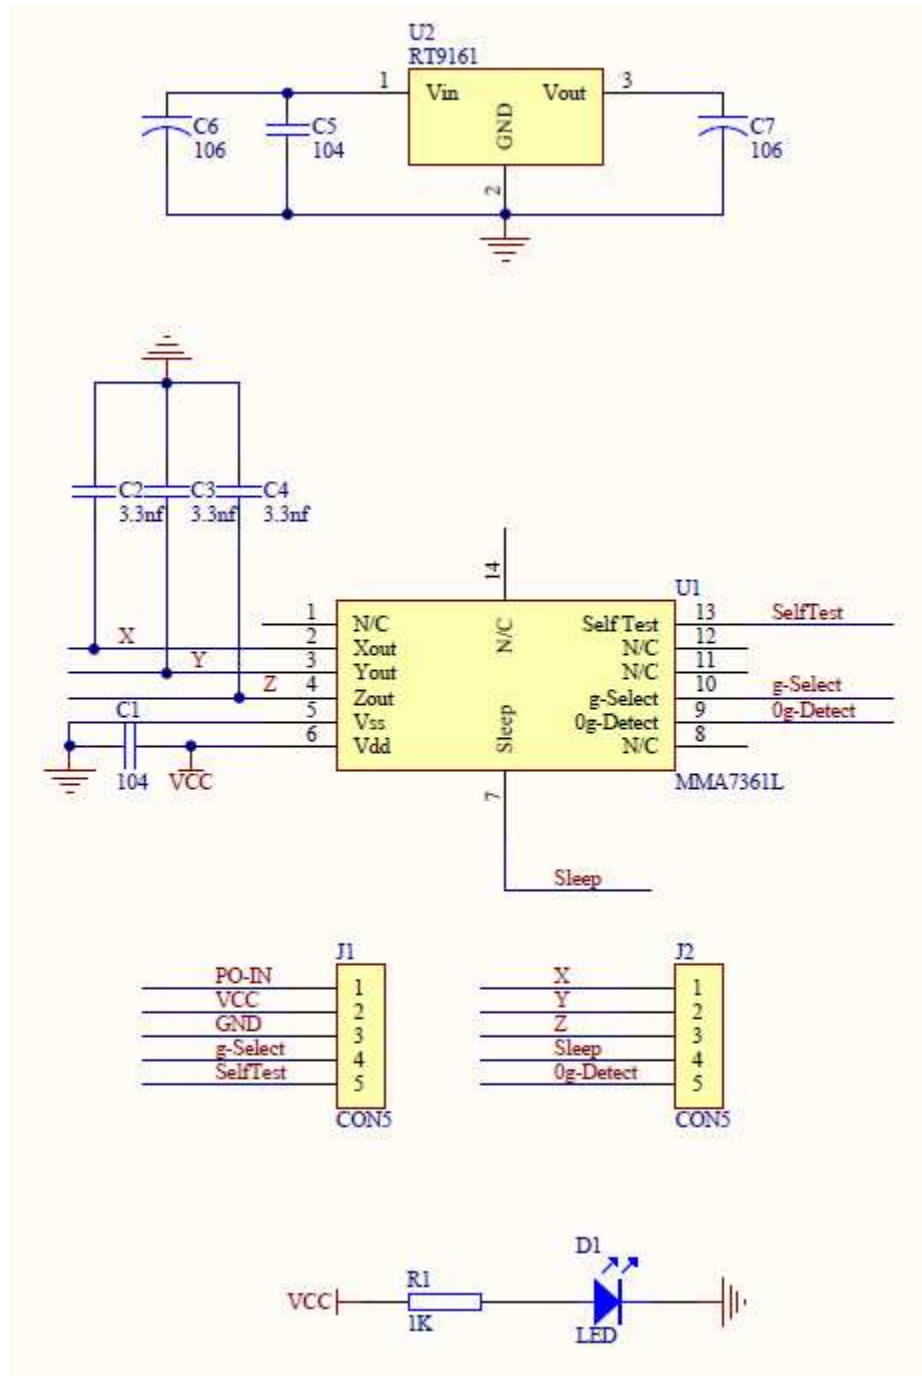 U2
RT9161
1 Vin Vout 3
GND
2
C6
106
C5
104
C7
106
C2
3.3nf
C3
3.3nf
C4
3.3nf
14
U1
1 N/C N/C Self Test 13 SelfTest
X 2 Xout N/C 12
Y 3 Yout N/C 11
Z 4 Zout g-Select 10 g-Select
C1 5 Vss 0g-Detect 9 0g-Detect
6 Vdd Sleep N/C 8
104 VCC
MMA7361L
7
Sleep
J1
PO-IN 1
VCC 2
GND 3
g-Select 4
SelfTest 5
CON5
J2
X 1
Y 2
Z 3
Sleep 4
0g-Detect 5
CON5
D1
R1
VCC
1K
LED